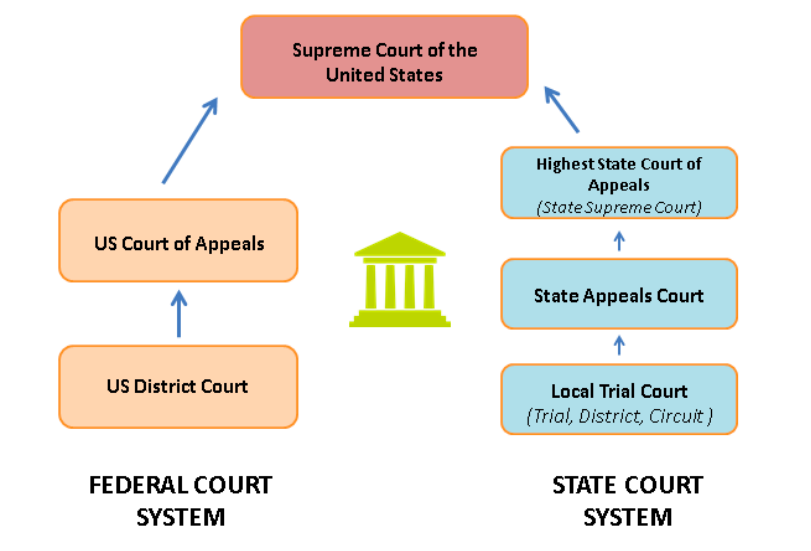 Supreme Court of the
United States
US Court of Appeals
US District Court
FEDERAL COURT
SYSTEM
Highest State Court of
Appeals
(State Supreme Court)
State Appeals Court
Local Trial Court
(Trial, District, Circuit )
STATE COURT
SYSTEM